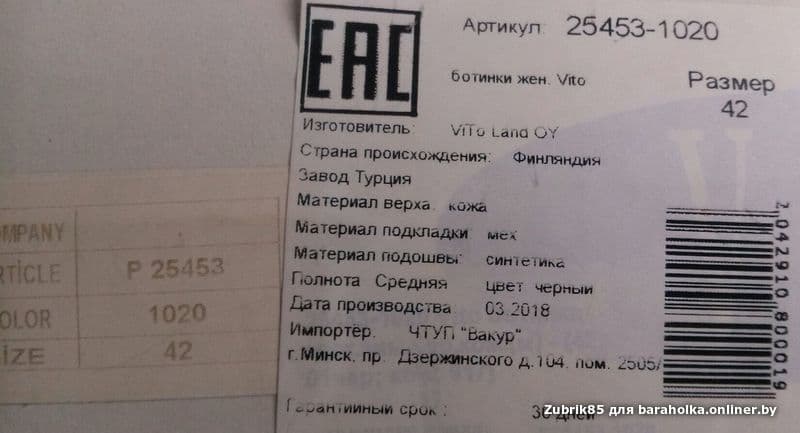 EAC
Артикул 25453-1020
ботинки жен. Vito
Размер
42
Изготовитель: ViTo Land OY
Страна происхождения: Финляндия
Завод Турция
Материал верха кожа
Материал подкладки мех
Материал подошвы: синтетика
Полнота Средняя цвет черный
Дата производства 03.2018
Импортёр. ЧТУП "Вакур"
г.Минск, пр. Дзержинского д.104. пом. 2505/
Гарантийный срок : 30 дней
2042910800019
OMPANY
RTICLE P 25453
OLOR 1020
IZE 42
Zubrik85 для baraholka.onliner.by